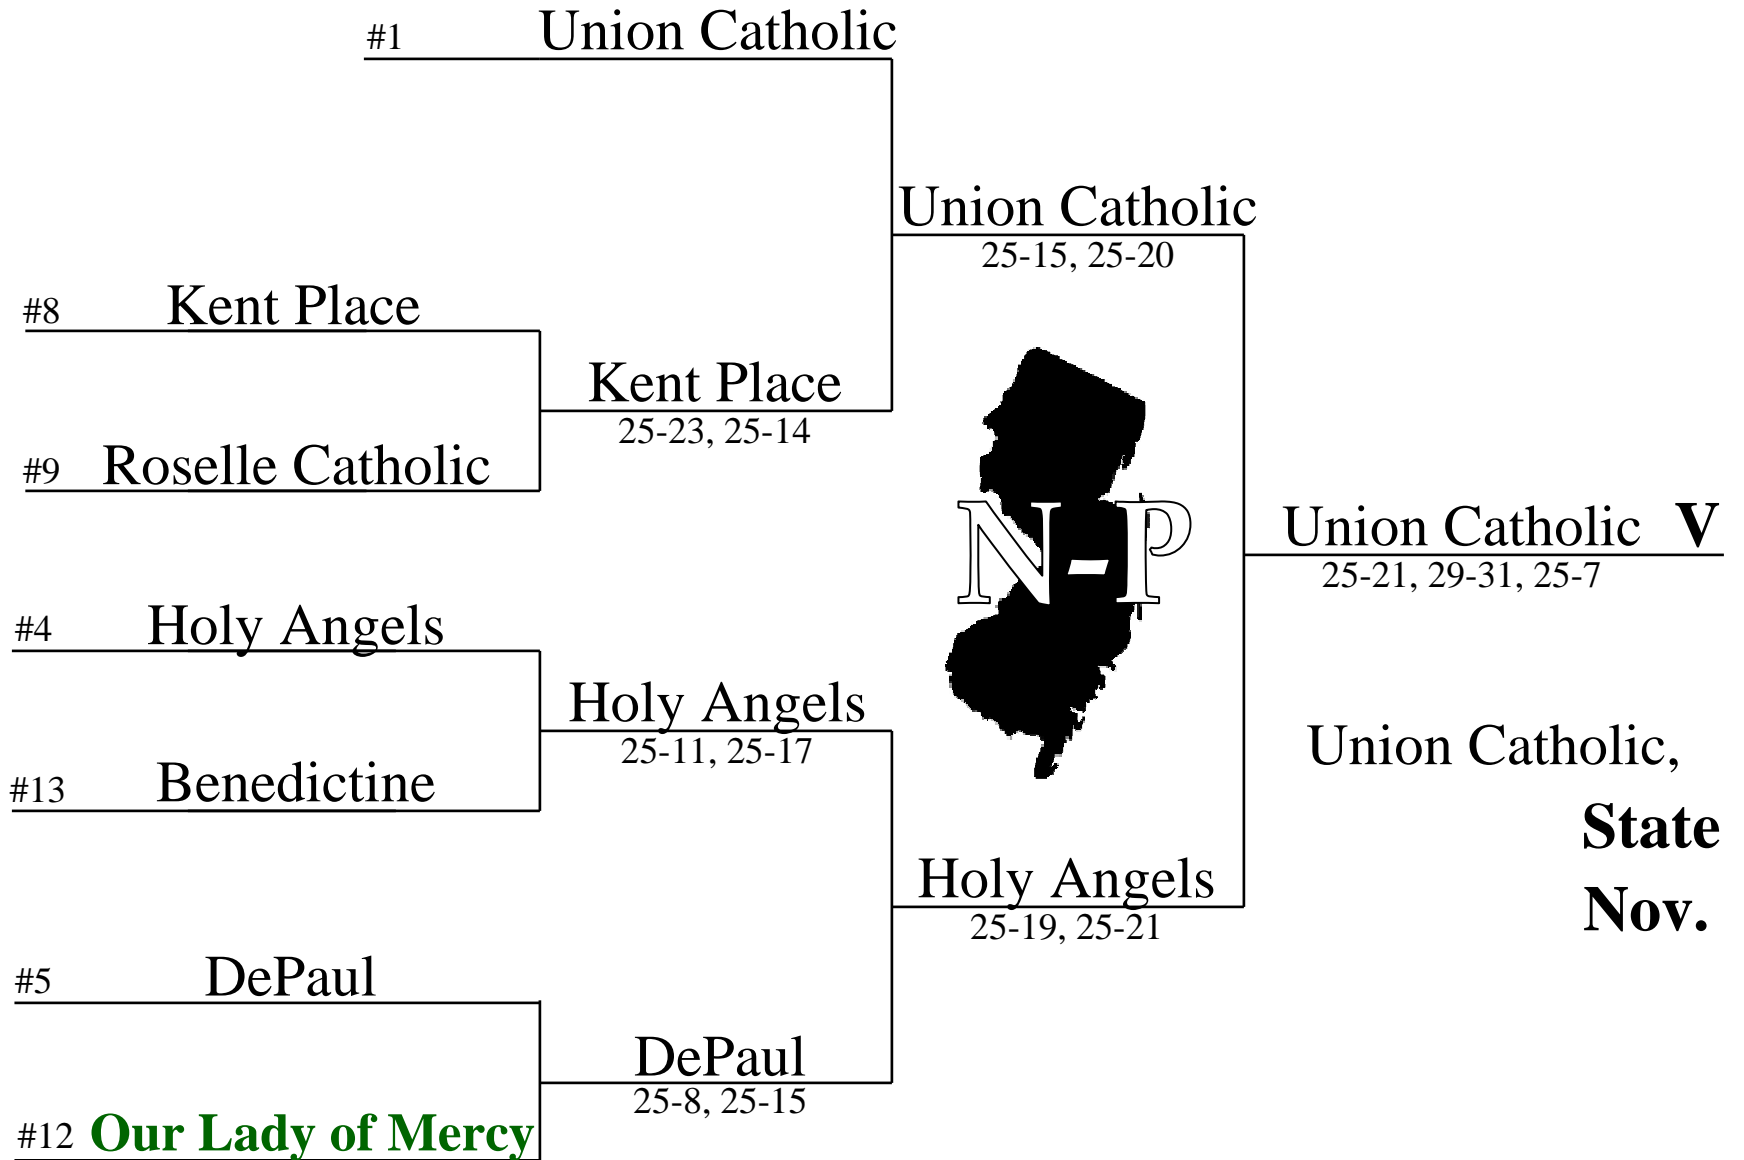 #1 Union Catholic
Union Catholic
25-15, 25-20
#8 Kent Place
Kent Place
25-23, 25-14
#9 Roselle Catholic
N-P
Union Catholic V
25-21, 29-31, 25-7
#4 Holy Angels
Holy Angels
25-11, 25-17
Union Catholic,
#13 Benedictine
State
Holy Angels
25-19, 25-21
Nov.
#5 DePaul
DePaul
25-8, 25-15
#12 Our Lady of Mercy